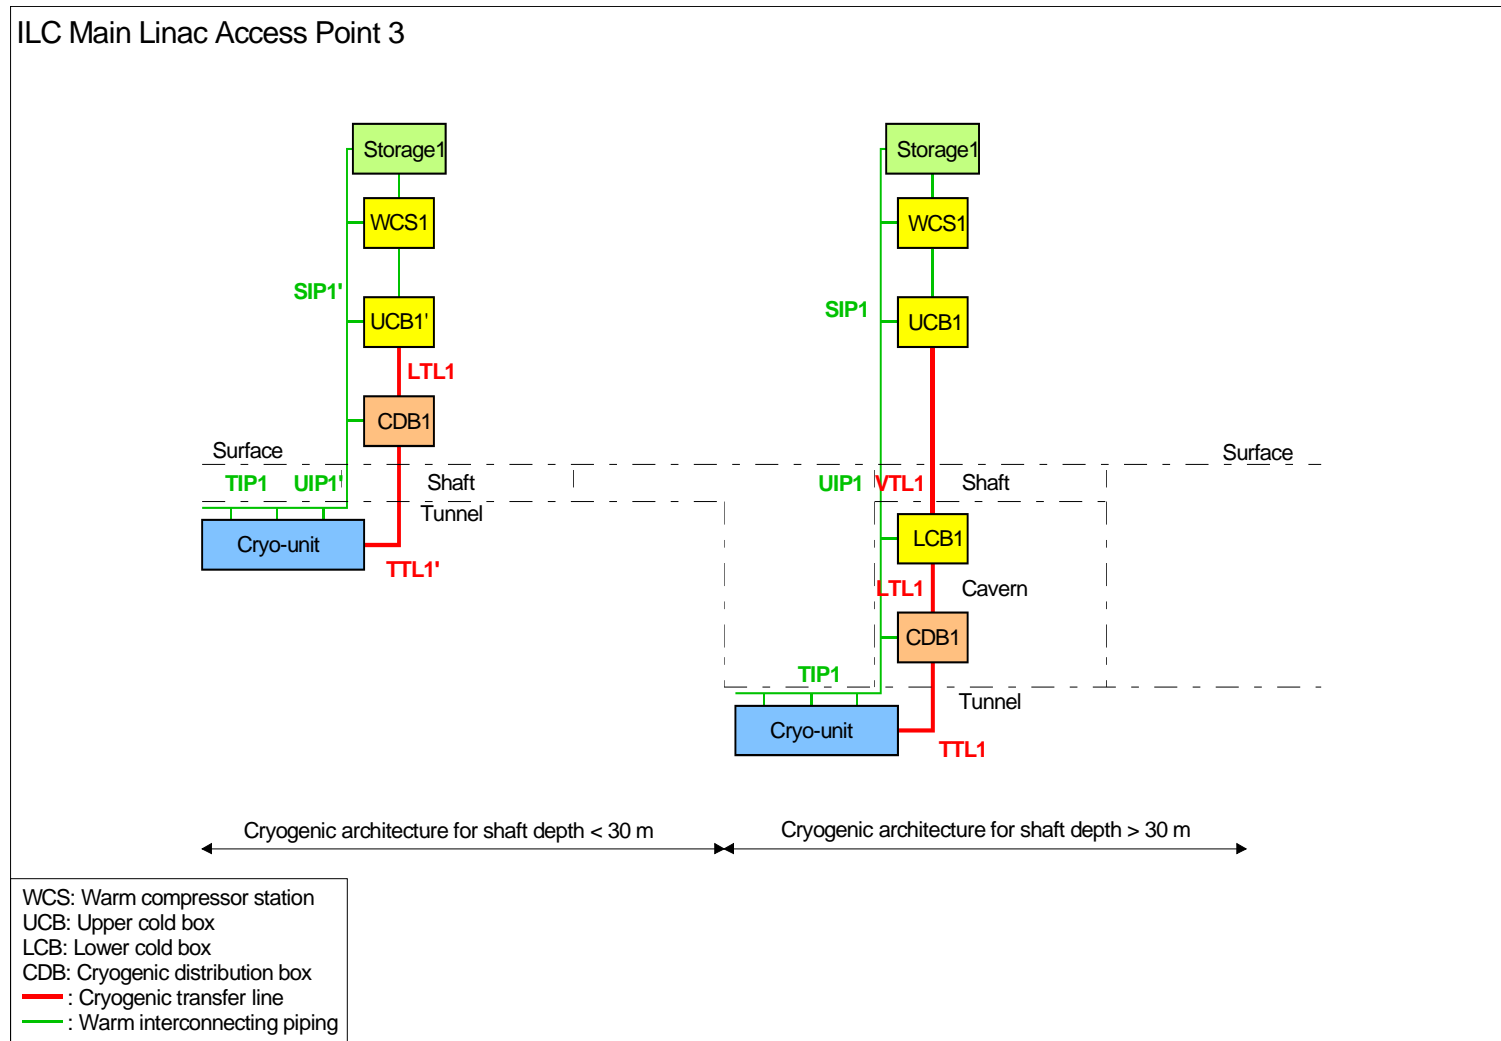 ILC Main Linac Access Point 3
Storage1
WCS1
SIP1'
UCB1'
LTL1
CDB1
Surface
TIP1
UIP1'
Shaft
Tunnel
Cryo-unit
TTL1'
Storage1
WCS1
SIP1
UCB1
Surface
UIP1
VTL1
Shaft
LCB1
LTL1
Cavern
CDB1
TIP1
Tunnel
Cryo-unit
TTL1
Cryogenic architecture for shaft depth < 30 m
Cryogenic architecture for shaft depth > 30 m
WCS: Warm compressor station
UCB: Upper cold box
LCB: Lower cold box
CDB: Cryogenic distribution box
: Cryogenic transfer line
: Warm interconnecting piping